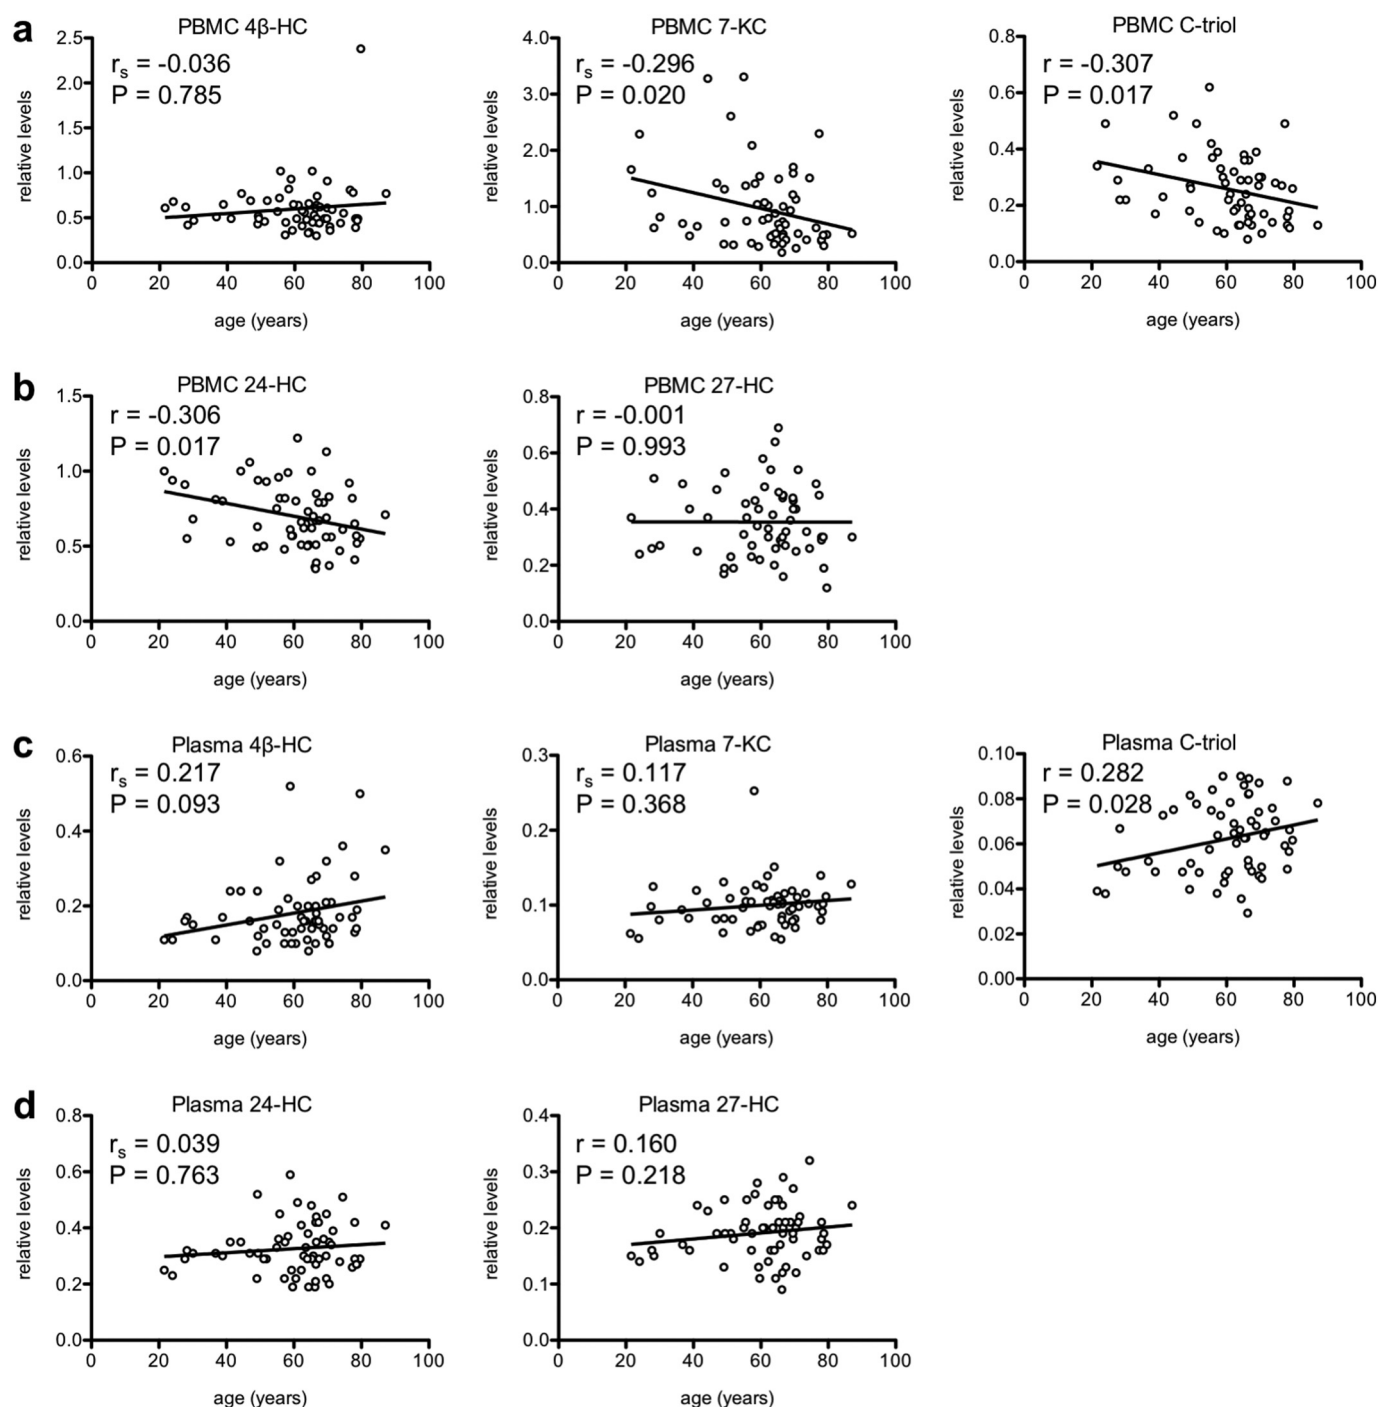 a
PBMC 4β-HC
rs = -0.036
P = 0.785
relative levels
2.5
2.0
1.5
1.0
0.5
0.0
0 20 40 60 80 100
age (years)
PBMC 7-KC
rs = -0.296
P = 0.020
relative levels
4.0
3.0
2.0
1.0
0.0
0 20 40 60 80 100
age (years)
PBMC C-triol
r = -0.307
P = 0.017
relative levels
0.8
0.6
0.4
0.2
0.0
0 20 40 60 80 100
age (years)
b
PBMC 24-HC
r = -0.306
P = 0.017
relative levels
1.5
1.0
0.5
0.0
0 20 40 60 80 100
age (years)
PBMC 27-HC
r = -0.001
P = 0.993
relative levels
0.8
0.6
0.4
0.2
0.0
0 20 40 60 80 100
age (years)
c
Plasma 4β-HC
rs = 0.217
P = 0.093
relative levels
0.6
0.4
0.2
0.0
0 20 40 60 80 100
age (years)
Plasma 7-KC
rs = 0.117
P = 0.368
relative levels
0.3
0.2
0.1
0.0
0 20 40 60 80 100
age (years)
Plasma C-triol
r = 0.282
P = 0.028
relative levels
0.10
0.08
0.06
0.04
0.02
0.00
0 20 40 60 80 100
age (years)
d
Plasma 24-HC
rs = 0.039
P = 0.763
relative levels
0.8
0.6
0.4
0.2
0.0
0 20 40 60 80 100
age (years)
Plasma 27-HC
r = 0.160
P = 0.218
relative levels
0.4
0.3
0.2
0.1
0.0
0 20 40 60 80 100
age (years)